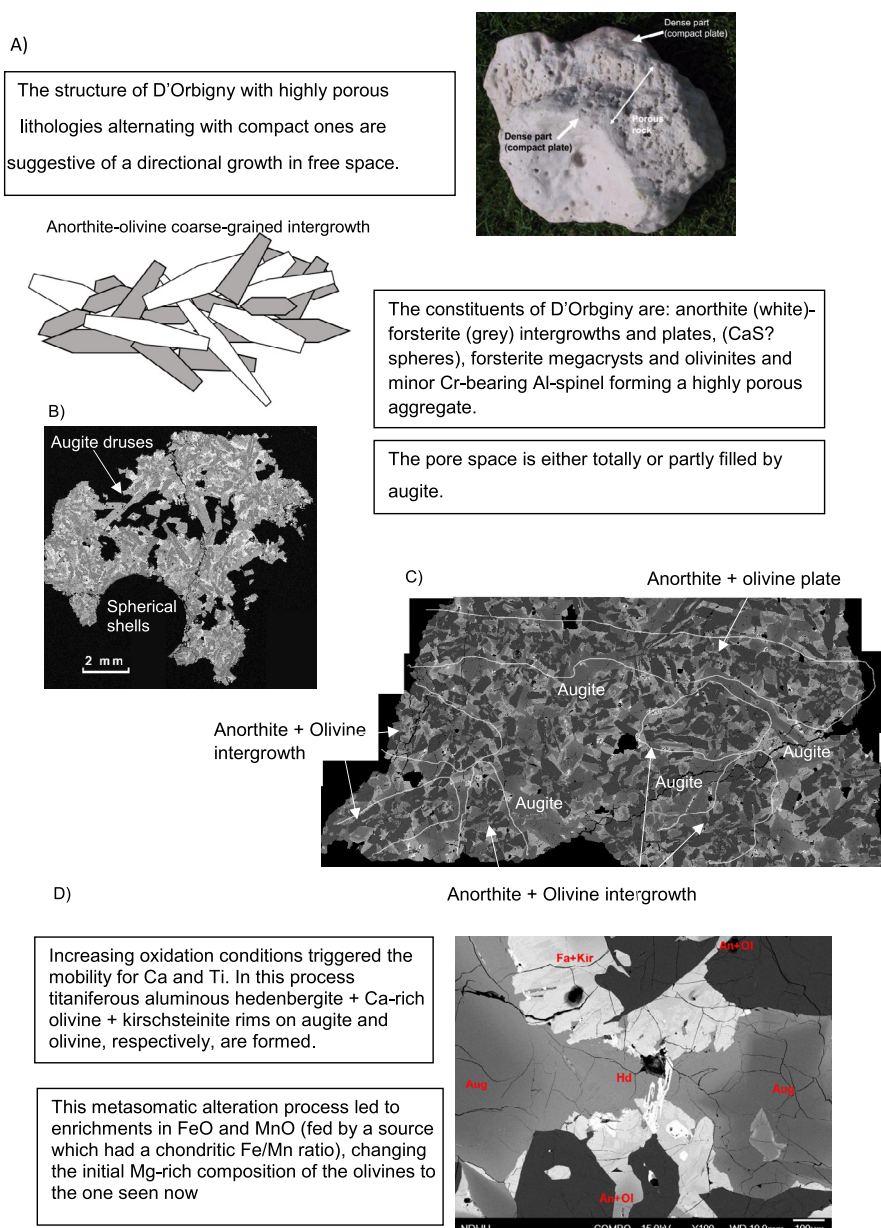 A)
The structure of D’Orbigny with highly porous
lithologies alternating with compact ones are
suggestive of a directional growth in free space.
Dense part
(compact plate)
Porous
rock
Dense part
(compact plate)
Anorthite-olivine coarse-grained intergrowth
The constituents of D’Orbginy are: anorthite (white)-
forsterite (grey) intergrowths and plates, (CaS?
spheres), forsterite megacrysts and olivinites and
minor Cr-bearing Al-spinel forming a highly porous
aggregate.
The pore space is either totally or partly filled by
augite.
B)
Augite druses
Spherical
shells
2 mm
C)
Anorthite + olivine plate
Augite
Augite
Augite
Augite
Anorthite + Olivine
intergrowth
Anorthite + Olivine intergrowth
D)
Increasing oxidation conditions triggered the
mobility for Ca and Ti. In this process
titaniferous aluminous hedenbergite + Ca-rich
olivine + kirschsteinite rims on augite and
olivine, respectively, are formed.
This metasomatic alteration process led to
enrichments in FeO and MnO (fed by a source
which had a chondritic Fe/Mn ratio), changing
the initial Mg-rich composition of the olivines to
the one seen now
Fa+Kir
An+Ol
Aug
Hd
Aug
An+Ol